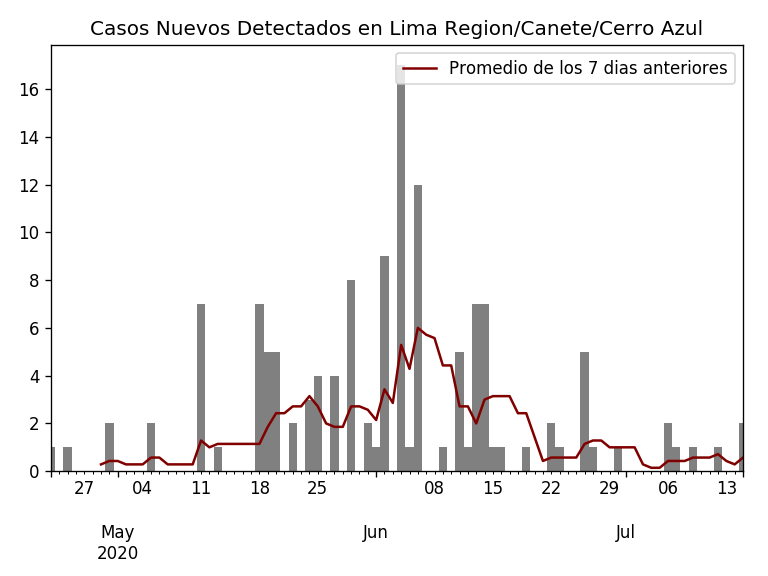 Casos Nuevos Detectados en Lima Region/Canete/Cerro Azul
Promedio de los 7 dias anteriores
16
14
12
10
8
6
4
2
0
27 04 11 18 25 08 15 22 29 06 13
May Jun Jul
2020